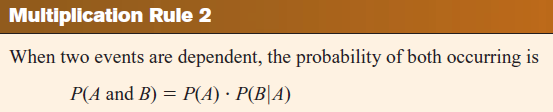 Multiplication Rule 2
When two events are dependent, the probability of both occurring is
P(A and B) = P(A) · P(B|A)